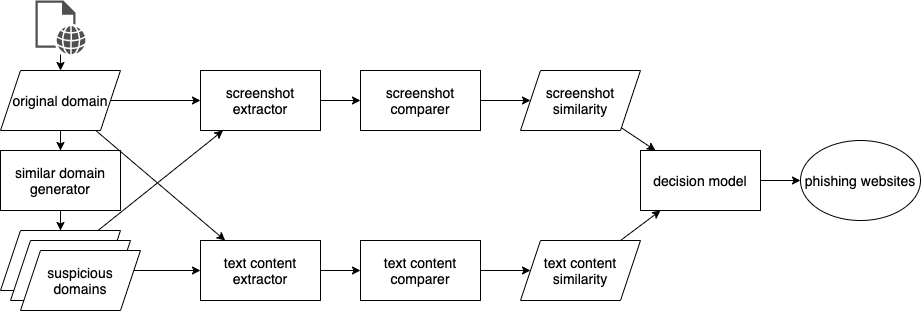 original domain
screenshot
extractor
screenshot
comparer
screenshot
similarity
similar domain
generator
decision model
phishing websites
suspicious
domains
text content
extractor
text content
comparer
text content
similarity